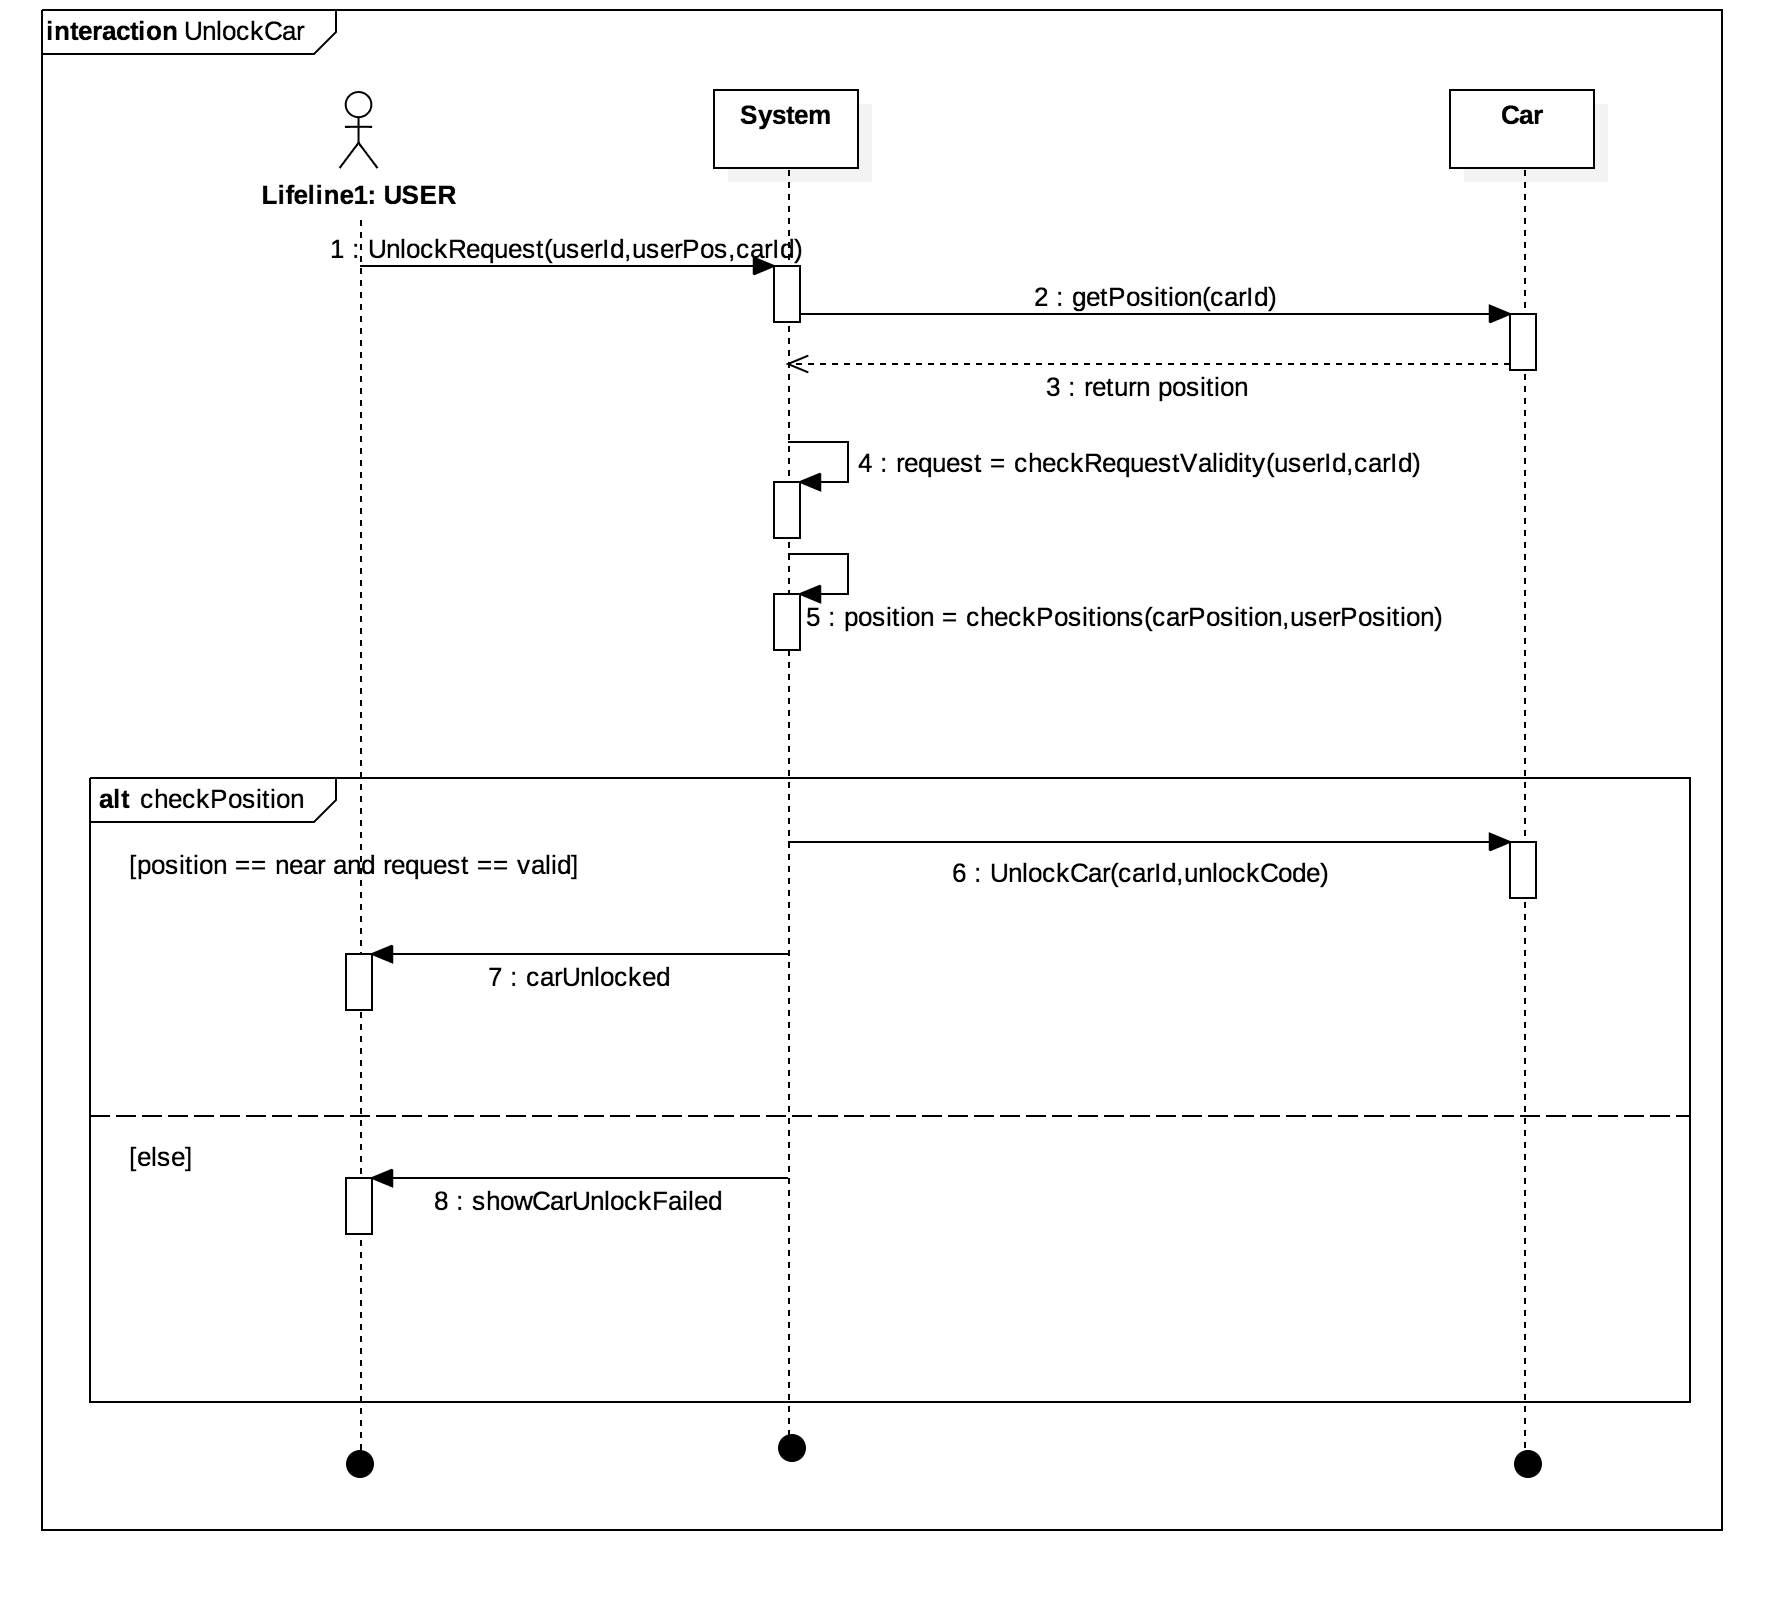 interaction UnlockCar
System
Car
Lifeline1: USER
1 : UnlockRequest(userId,userPos,carId)
2 : getPosition(carId)
3 : return position
4 : request = checkRequestValidity(userId,carId)
5 : position = checkPositions(carPosition,userPosition)
alt checkPosition
[position == near and request == valid]
6 : UnlockCar(carId,unlockCode)
7 : carUnlocked
[else]
8 : showCarUnlockFailed